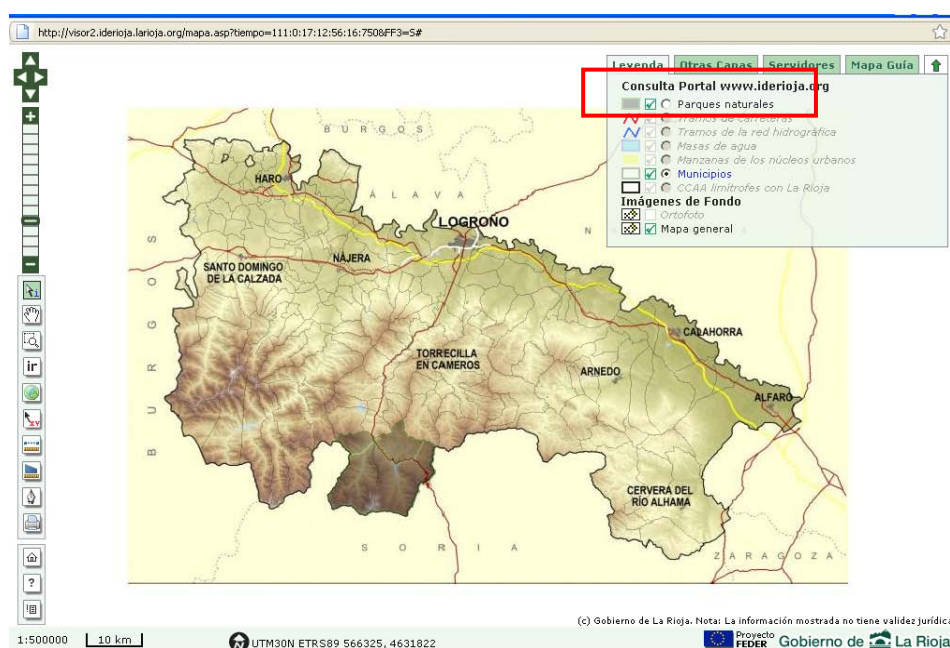 http://visor2.iderioja.larioja.org/mapa.asp?tiempo=111:0:17:12:56:16:750&FF3=S#
Leyenda Otras Capas Servidores Mapa Guía
Consulta Portal www.iderioja.org
Parques naturales
Tramos de carreteras
Tramos de la red hidrográfica
Masas de agua
Manzanas de los núcleos urbanos
Municipios
CCAA limítrofes con La Rioja
Imágenes de Fondo
Ortofoto
Mapa general
BURGOS
ÁLAVA
N
HARO
LOGROÑO
NÁJERA
SANTO DOMINGO
DE LA CALZADA
BURGOS
CALAHORRA
TORRECILLA
EN CAMEROS
ARNEDO
ALFARO
CERVERA DEL
RÍO ALHAMA
SORIA
ZARAGOZA
ir
xy
?
(c) Gobierno de La Rioja. Nota: La información mostrada no tiene validez jurídica
1:500000 10 km UTM30N ETRS89 566325, 4631822 Proyecto FEDER Gobierno de La Rioja